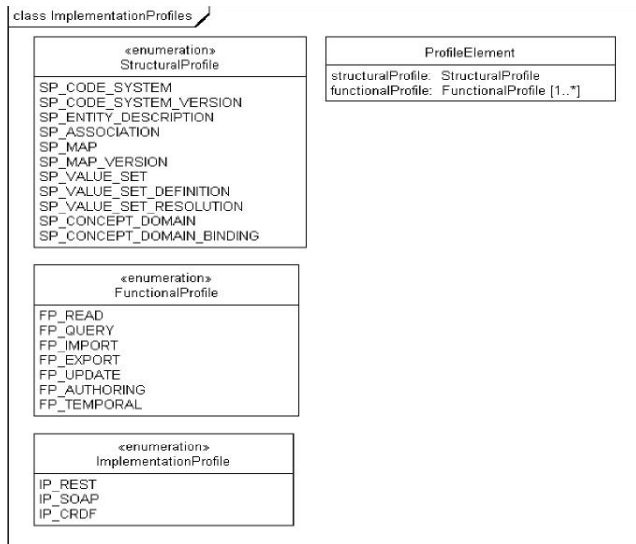 class ImplementationProfiles
«enumeration»
StructuralProfile
SP_CODE_SYSTEM
SP_CODE_SYSTEM_VERSION
SP_ENTITY_DESCRIPTION
SP_ASSOCIATION
SP_MAP
SP_MAP_VERSION
SP_VALUE_SET
SP_VALUE_SET_DEFINITION
SP_VALUE_SET_RESOLUTION
SP_CONCEPT_DOMAIN
SP_CONCEPT_DOMAIN_BINDING
ProfileElement
structuralProfile: StructuralProfile
functionalProfile: FunctionalProfile [1..*]
«enumeration»
FunctionalProfile
FP_READ
FP_QUERY
FP_IMPORT
FP_EXPORT
FP_UPDATE
FP_AUTHORING
FP_TEMPORAL
«enumeration»
ImplementationProfile
IP_REST
IP_SOAP
IP_CRDF